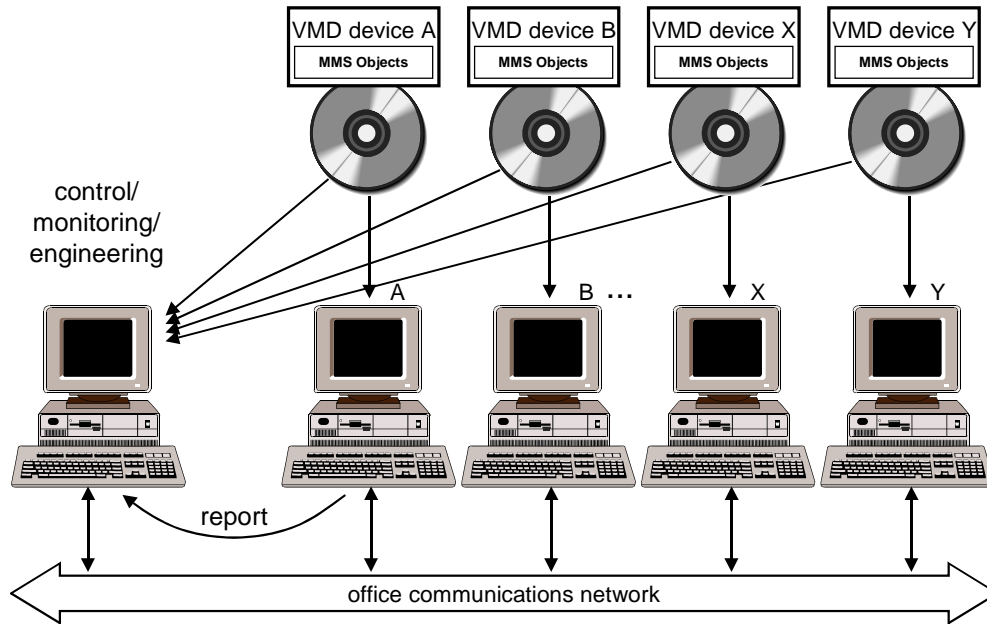 VMD device A
MMS Objects
VMD device B
MMS Objects
VMD device X
MMS Objects
VMD device Y
MMS Objects
control/
monitoring/
engineering
A
B ...
X
Y
report
office communications network